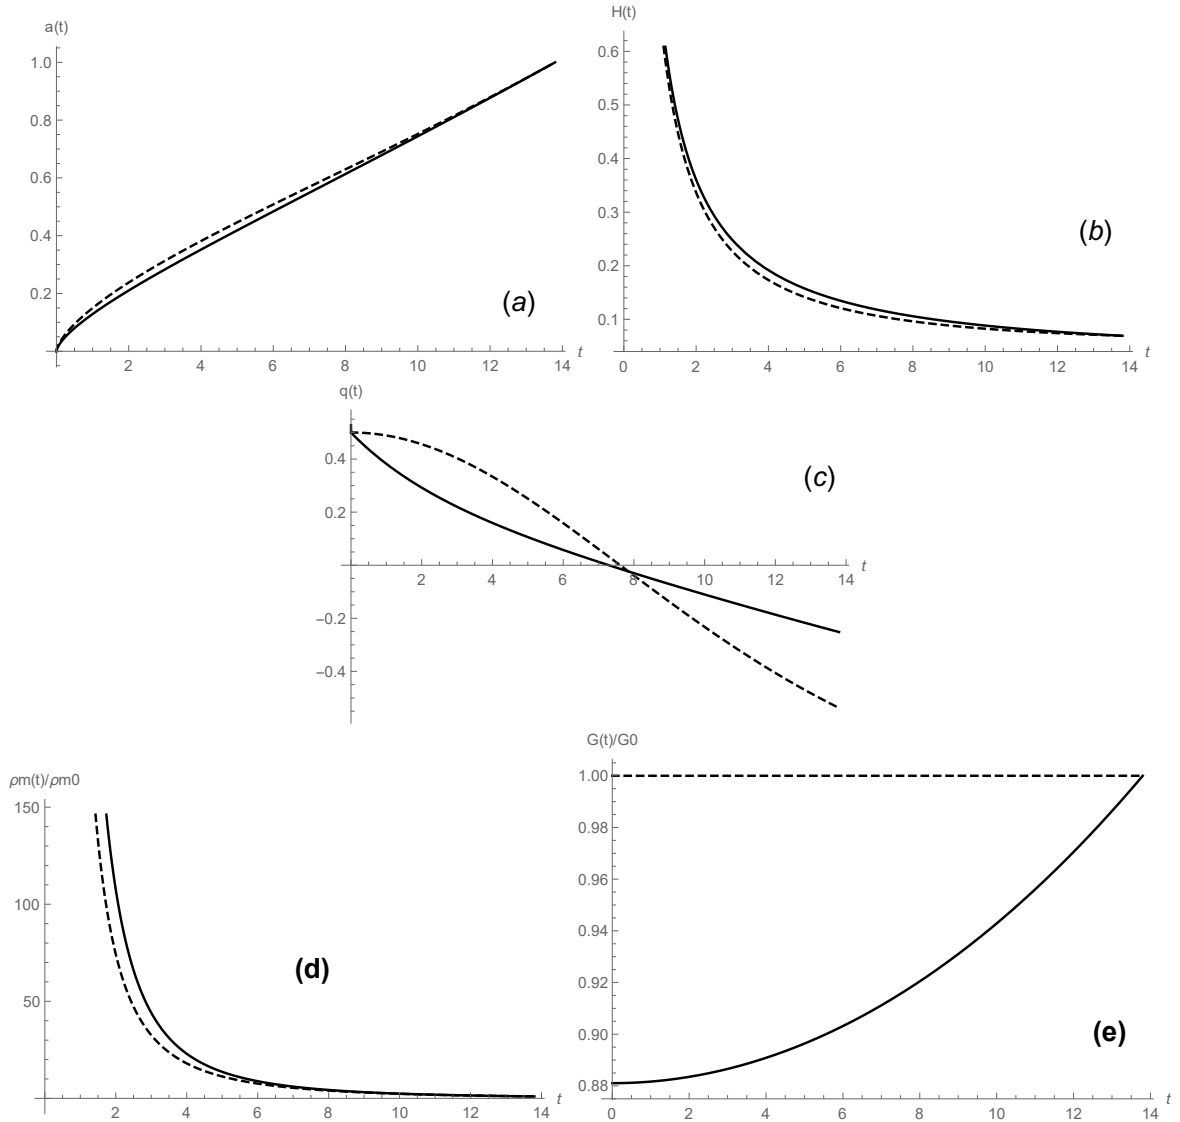 a(t)
1.0
0.8
0.6
0.4
0.2
2 4 6 8 10 12 14 t
(a)
H(t)
0.6
0.5
0.4
0.3
0.2
0.1
0 2 4 6 8 10 12 14 t
(b)
q(t)
0.4
0.2
−0.2
−0.4
2 4 6 8 10 12 14 t
(c)
ρm(t)/ρm0
150
100
50
2 4 6 8 10 12 14 t
(d)
G(t)/G0
1.00
0.98
0.96
0.94
0.92
0.90
0.88
0 2 4 6 8 10 12 14 t
(e)